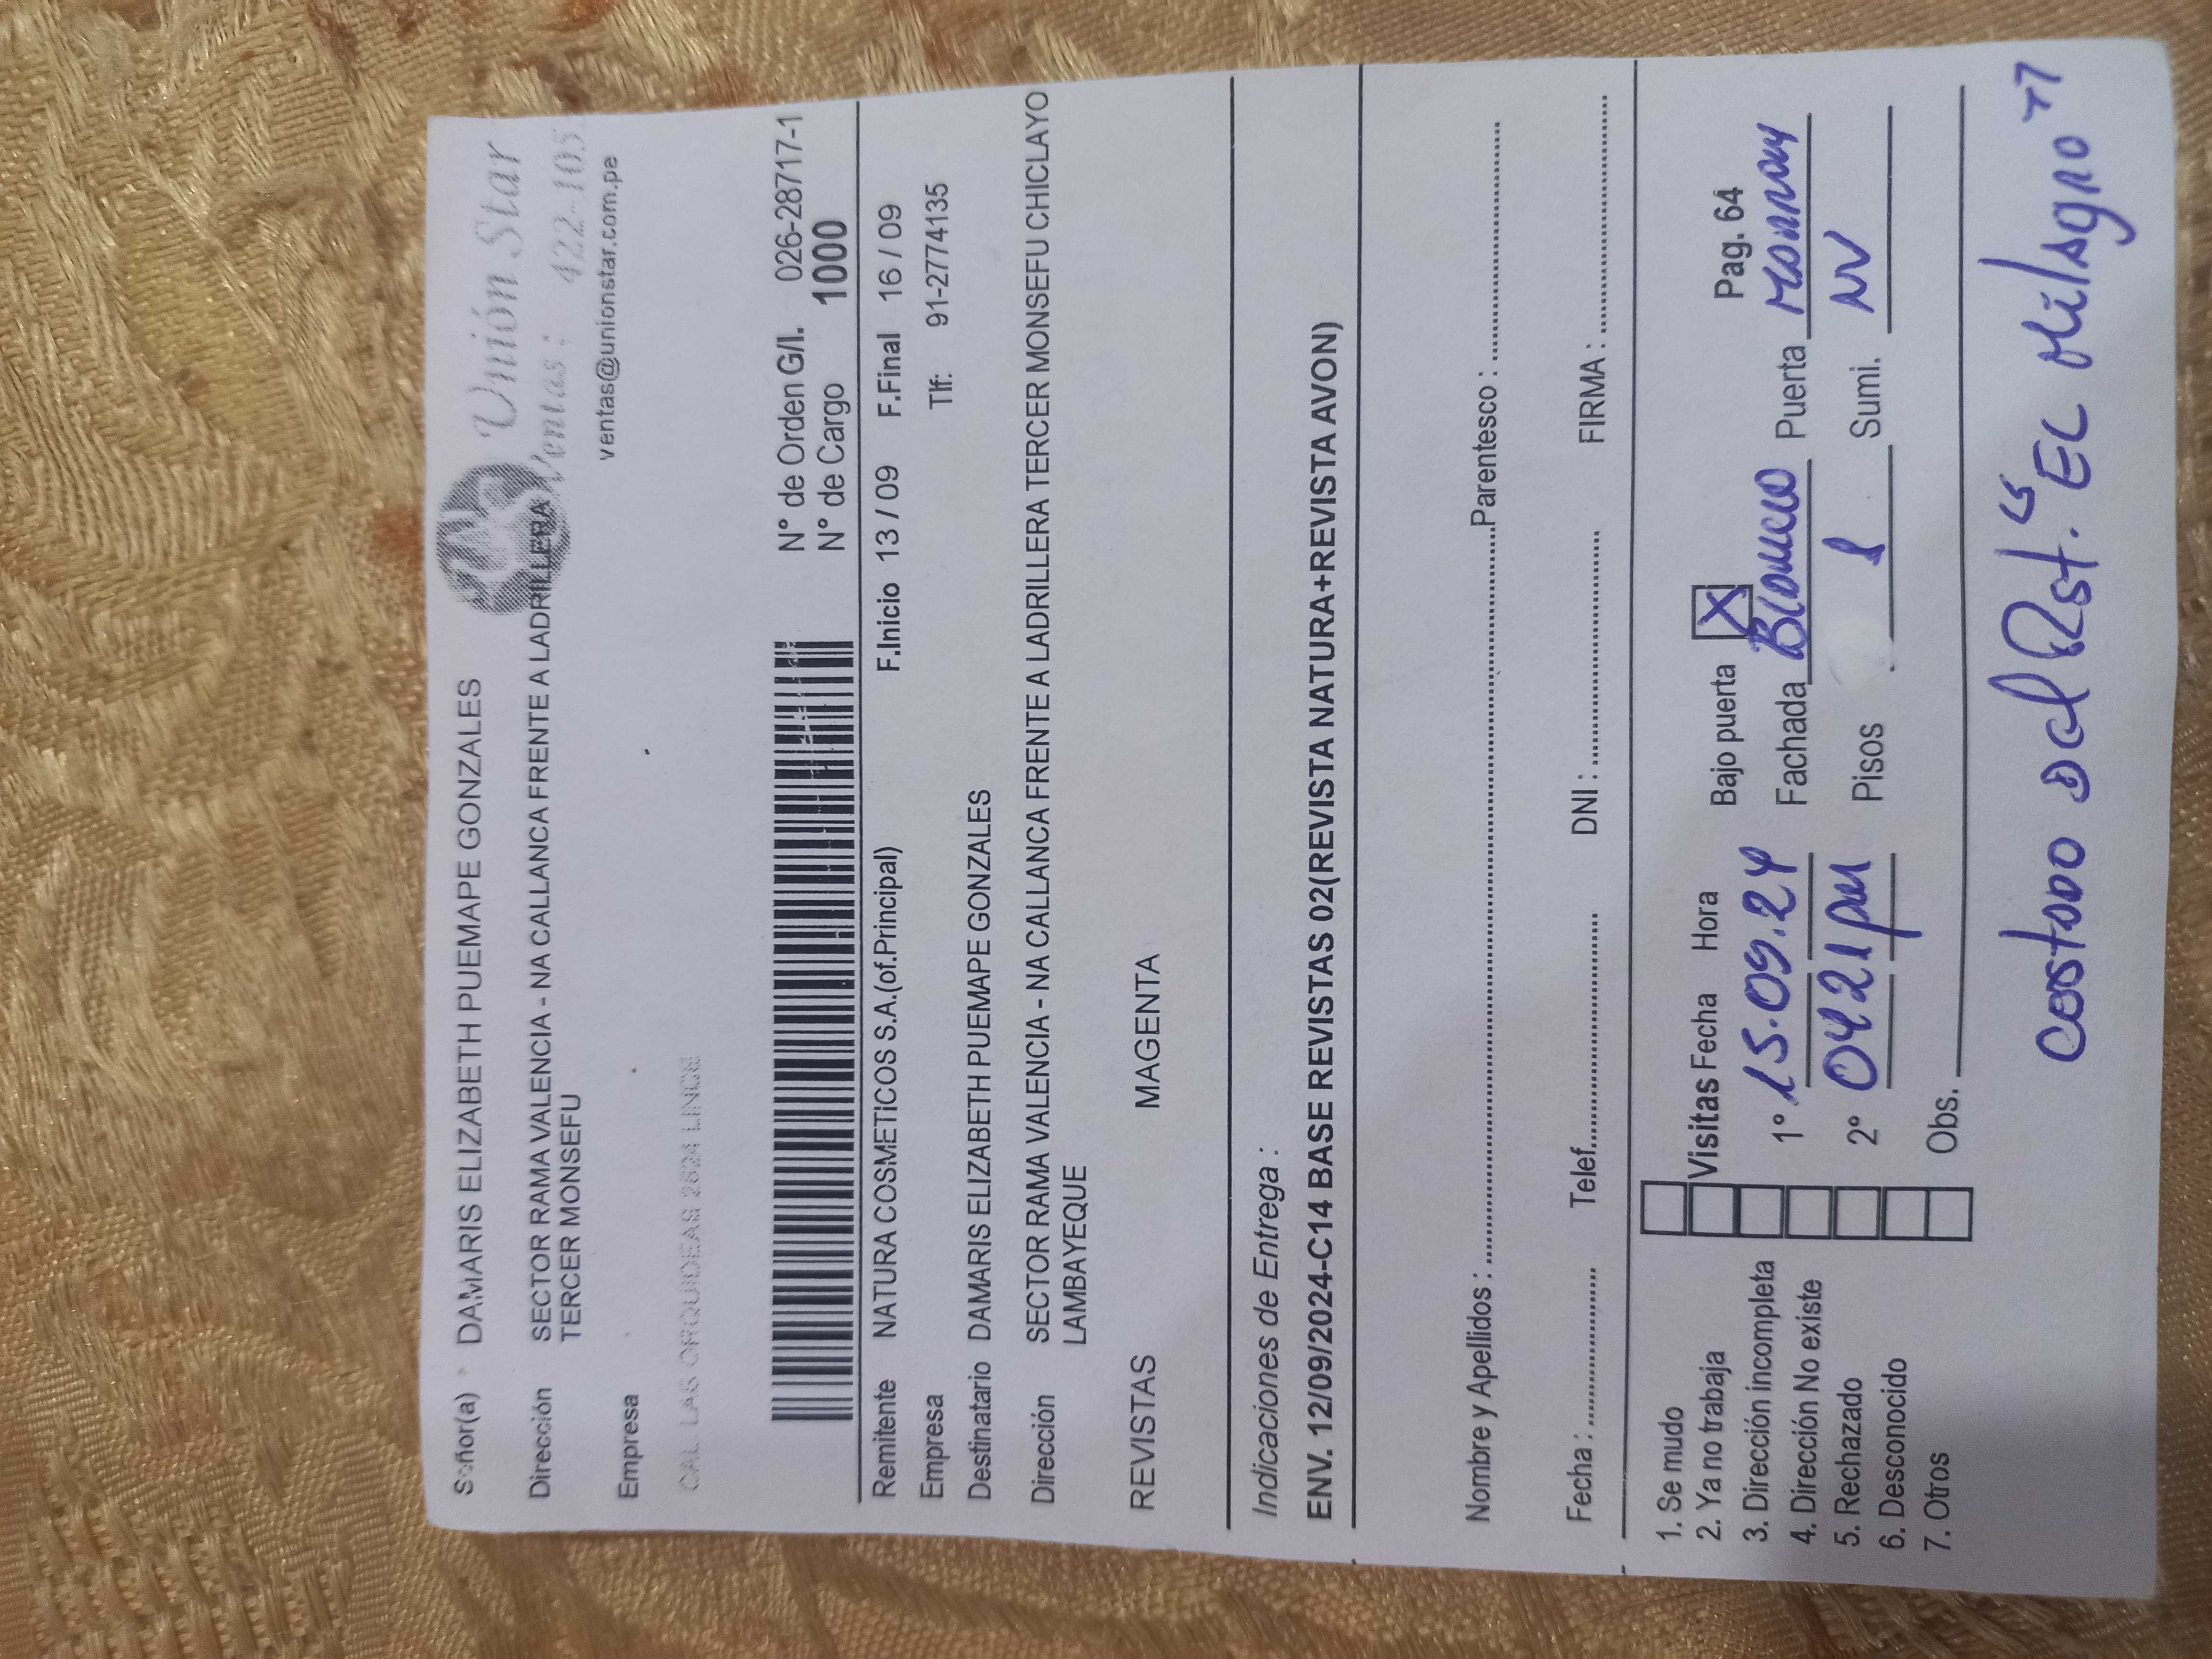 Unión Star
Señor(a) DAMARIS ELIZABETH PUEMAPE GONZALES
Ventas : 422-105
Dirección SECTOR RAMA VALENCIA - NA CALLANCA FRENTE A LADRILLERA
TERCER MONSEFU
ventas@unionstar.com.pe
Empresa
CAL. LAS ORQUIDEAS 2634 LINCE
N° de Orden G/I. 026-28717-1
N° de Cargo 1000
Remitente NATURA COSMETICOS S.A.(of.Principal) F.Inicio 13 / 09 F.Final 16 / 09
Empresa Tlf: 91-2774135
Destinatario DAMARIS ELIZABETH PUEMAPE GONZALES
Dirección SECTOR RAMA VALENCIA - NA CALLANCA FRENTE A LADRILLERA TERCER MONSEFU CHICLAYO
LAMBAYEQUE
REVISTAS MAGENTA
Indicaciones de Entrega :
ENV. 12/09/2024-C14 BASE REVISTAS 02(REVISTA NATURA+REVISTA AVON)
Nombre y Apellidos : Parentesco :
Fecha : Telef. DNI : FIRMA :
1. Se mudo
2. Ya no trabaja Visitas Fecha Hora Bajo puerta X Pag. 64
3. Dirección incompleta 1° 15.09.24 Fachada Blanco Puerta Marron
4. Dirección No existe
5. Rechazado 2° 0421pm Pisos 1 Sumi. N
6. Desconocido
7. Otros Obs.
Costado del Rst. "EL Milagro"